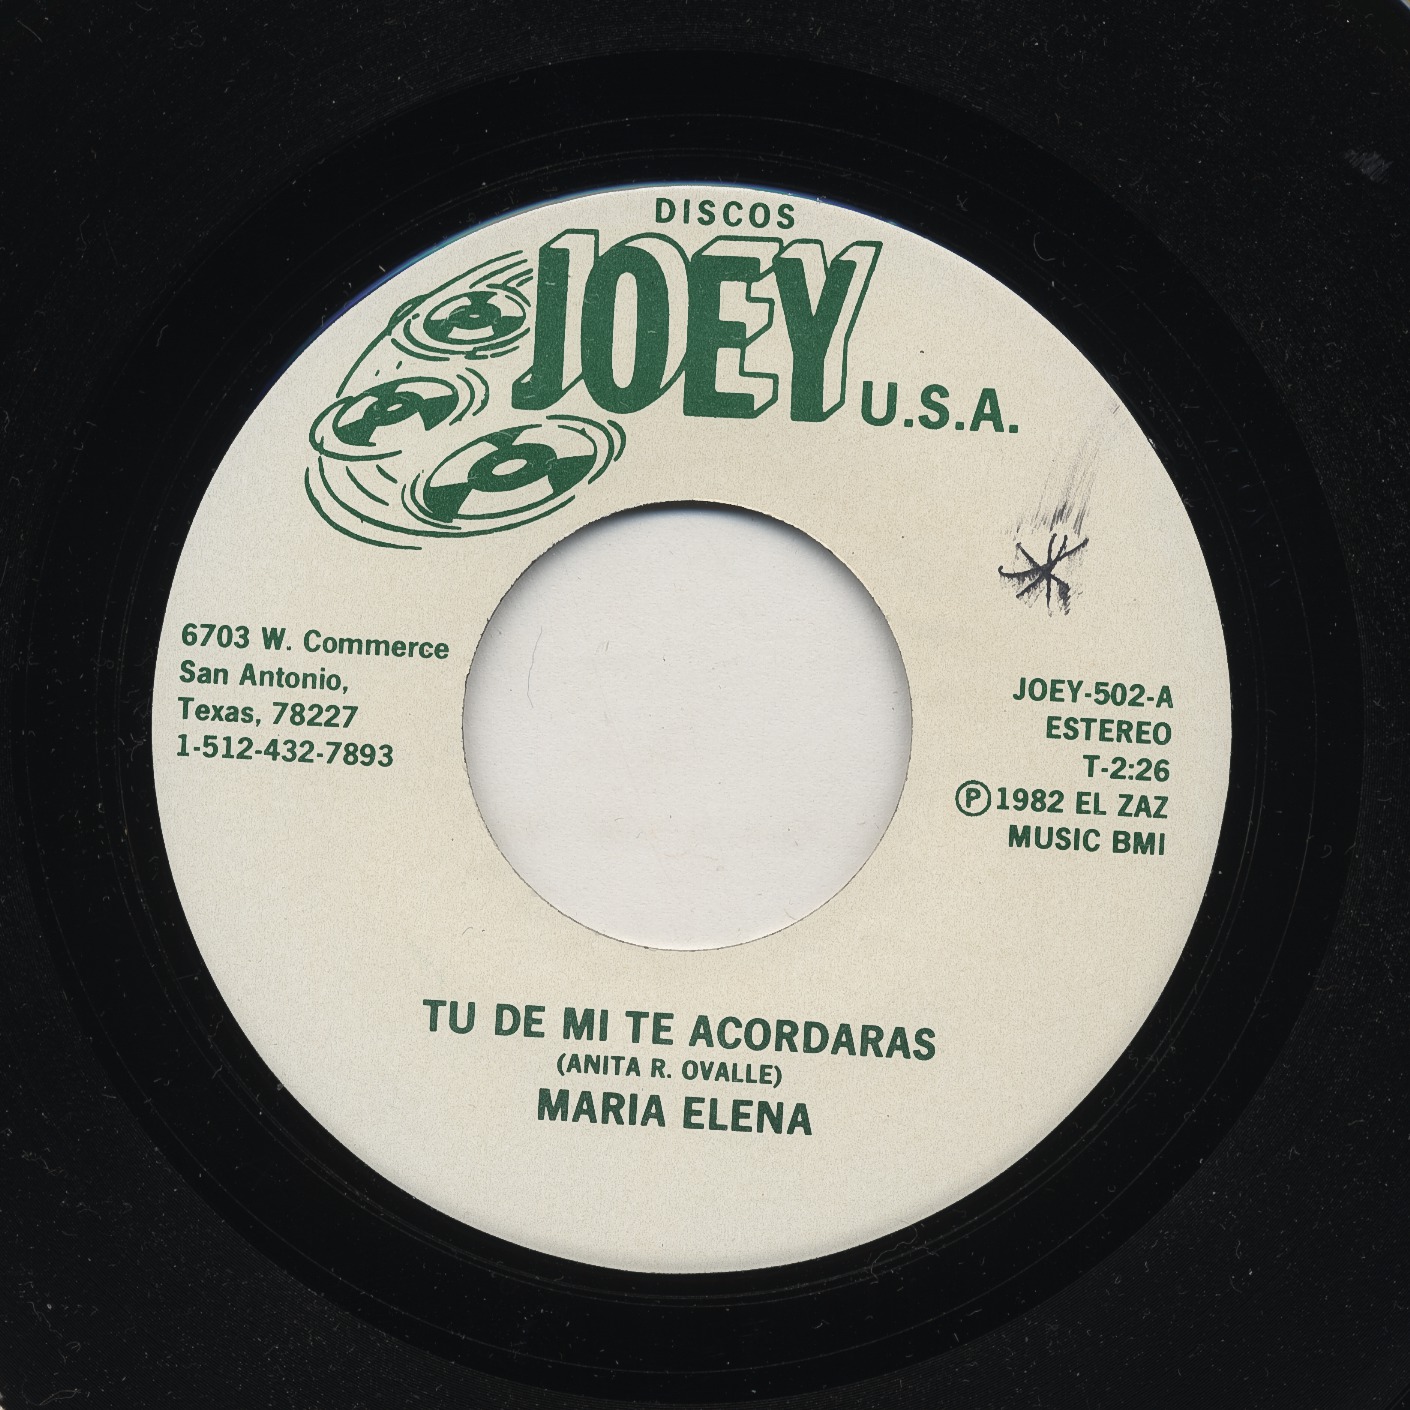 DISCOS
JOEY U.S.A.
6703 W. Commerce
San Antonio,
Texas, 78227
1-512-432-7893
JOEY-502-A
ESTEREO
T-2:26
Ⓟ1982 EL ZAZ
MUSIC BMI
TU DE MI TE ACORDARAS
(ANITA R. OVALLE)
MARIA ELENA